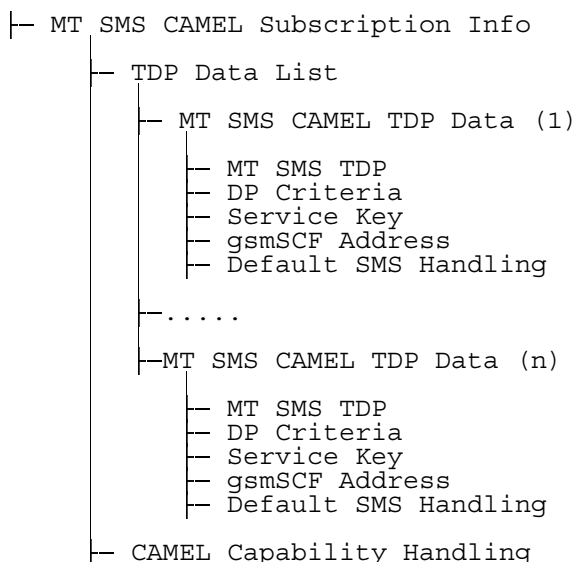 MT SMS CAMEL Subscription Info
TDP Data List
MT SMS CAMEL TDP Data (1)
MT SMS TDP
DP Criteria
Service Key
gsmSCF Address
Default SMS Handling
.....
MT SMS CAMEL TDP Data (n)
MT SMS TDP
DP Criteria
Service Key
gsmSCF Address
Default SMS Handling
CAMEL Capability Handling